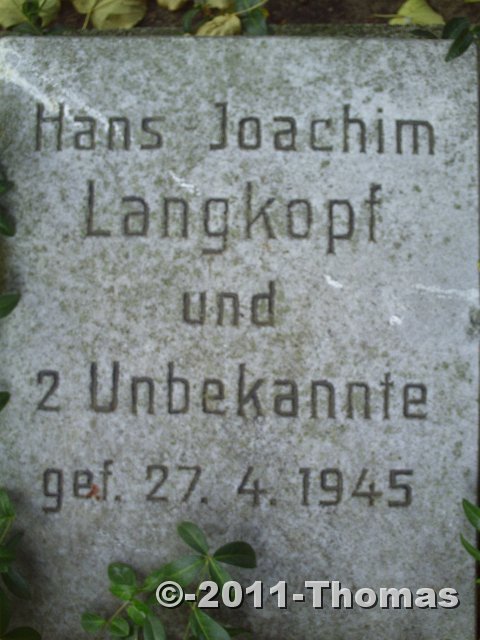 Hans-Joachim
Langkopf
und
2 Unbekannte
gef. 27. 4. 1945
©-2011-Thomas